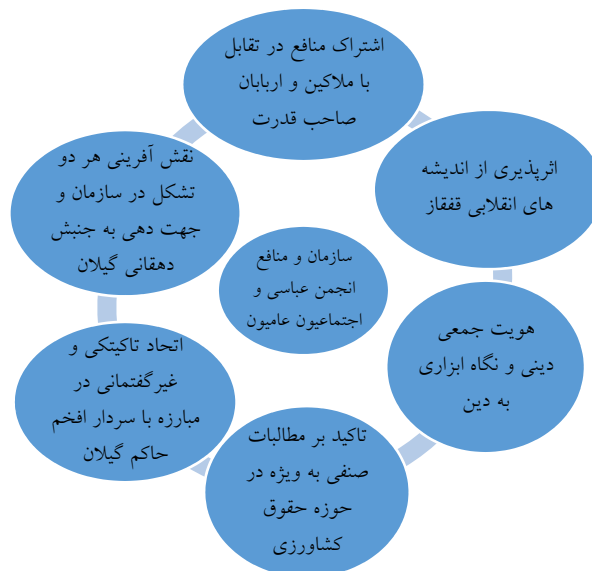 اشتراک منافع در تقابل
با ملاکین و اربابان
صاحب قدرت
اثرپذیری از اندیشه
های انقلابی قفقاز
هویت جمعی
دینی و نگاه ابزاری
به دین
تاکید بر مطالبات
صنفی به ویژه در
حوزه حقوق
کشاورزی
اتحاد تاکیتکی و
غیرگفتمانی در
مبارزه با سردار افخم
حاکم گیلان
نقش آفرینی هر دو
تشکل در سازمان و
جهت دهی به جنبش
دهقانی گیلان
سازمان و منافع
انجمن عباسی و
اجتماعیون عامیون